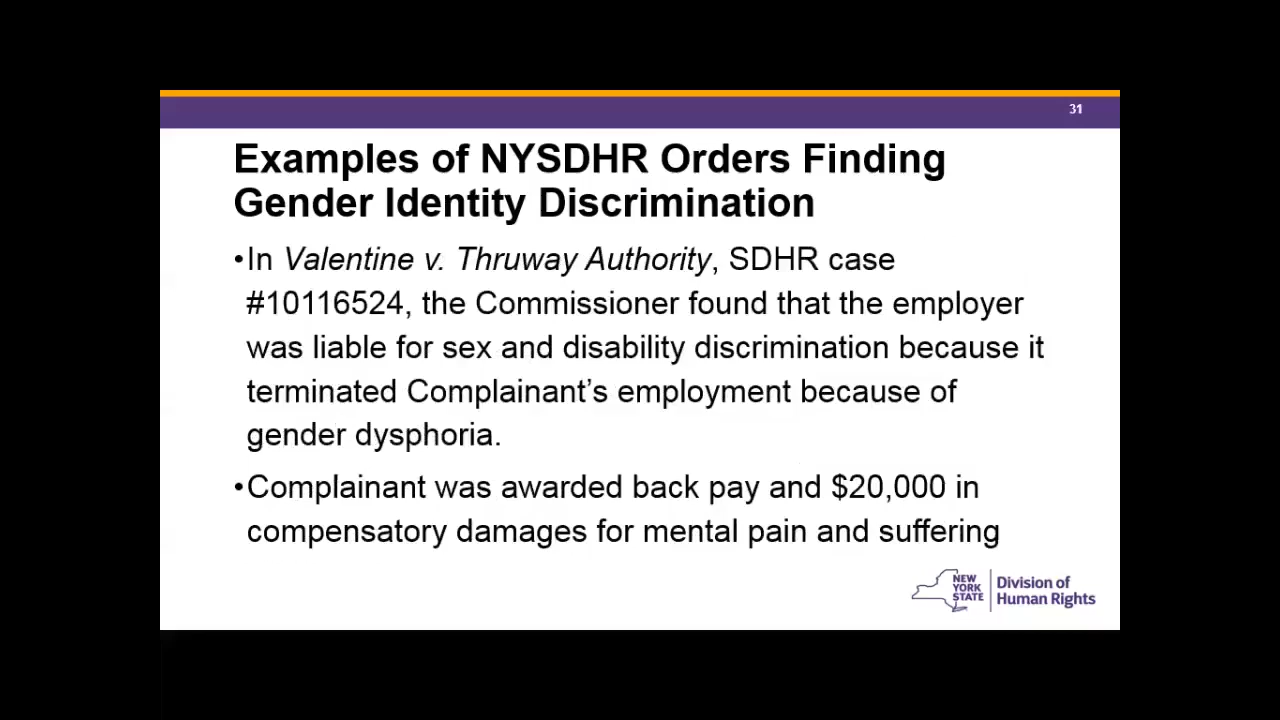 31
Examples of NYSDHR Orders Finding
Gender Identity Discrimination
•In Valentine v. Thruway Authority, SDHR case
#10116524, the Commissioner found that the employer
was liable for sex and disability discrimination because it
terminated Complainant’s employment because of
gender dysphoria.
•Complainant was awarded back pay and $20,000 in
compensatory damages for mental pain and suffering
NEW
YORK
STATE
Division of
Human Rights